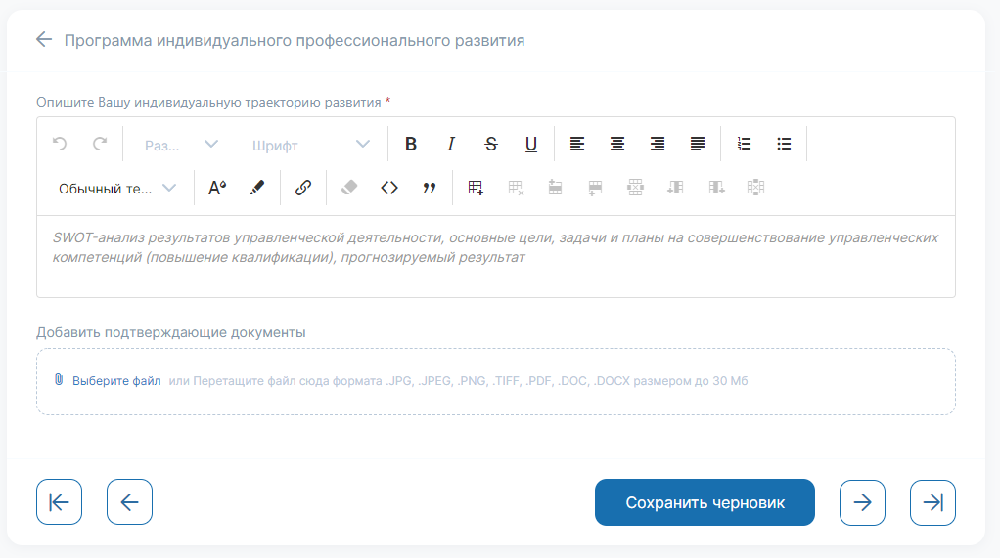 Программа индивидуального профессионального развития
Опишите Вашу индивидуальную траекторию развития *
Раз... Шрифт B I S U
Обычный те... A <> ”
SWOT-анализ результатов управленческой деятельности, основные цели, задачи и планы на совершенствование управленческих
компетенций (повышение квалификации), прогнозируемый результат
Добавить подтверждающие документы
Выберите файл или Перетащите файл сюда формата .JPG, .JPEG, .PNG, .TIFF, .PDF, .DOC, .DOCX размером до 30 Мб
Сохранить черновик